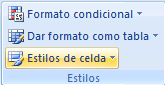 Formato condicional
Dar formato como tabla
Estilos de celda
Estilos